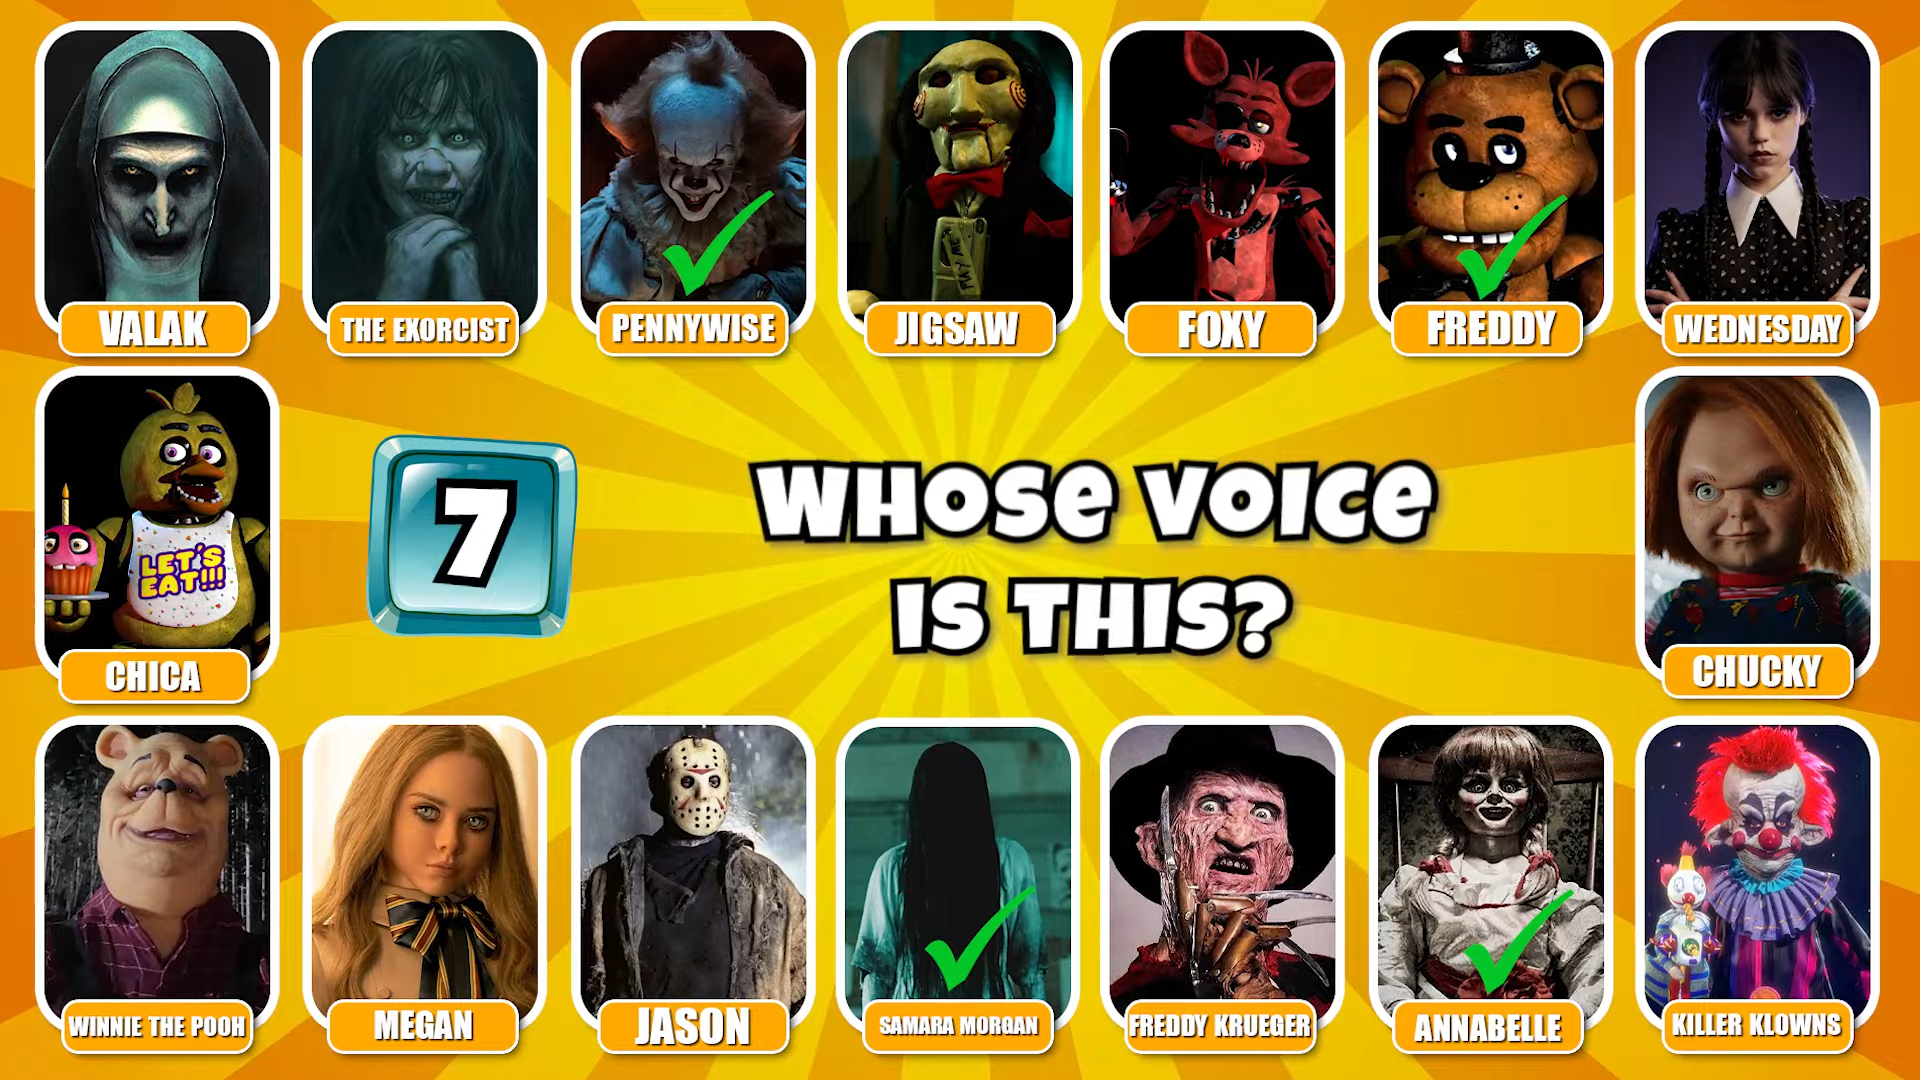 VALAK
THE EXORCIST
PENNYWISE
JIGSAW
FOXY
FREDDY
WEDNESDAY
LET'S
EAT!!!
CHICA
7
WHOSE VOICE
IS THIS?
CHUCKY
WINNIE THE POOH
MEGAN
JASON
SAMARA MORGAN
FREDDY KRUEGER
ANNABELLE
KILLER KLOWNS